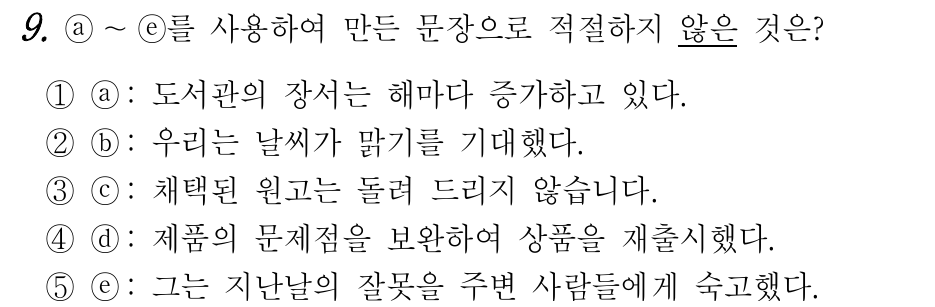 9. ⓐ ~ ⓔ를 사용하여 만든 문장으로 적절하지 않은 것은?
① ⓐ: 도서관의 장서는 해마다 증가하고 있다.
② ⓑ: 우리는 날씨가 맑기를 기대했다.
③ ⓒ: 채택된 원고는 돌려 드리지 않습니다.
④ ⓓ: 제품의 문제점을 보완하여 상품을 재출시했다.
⑤ ⓔ: 그는 지난날의 잘못을 주변 사람들에게 숙고했다.